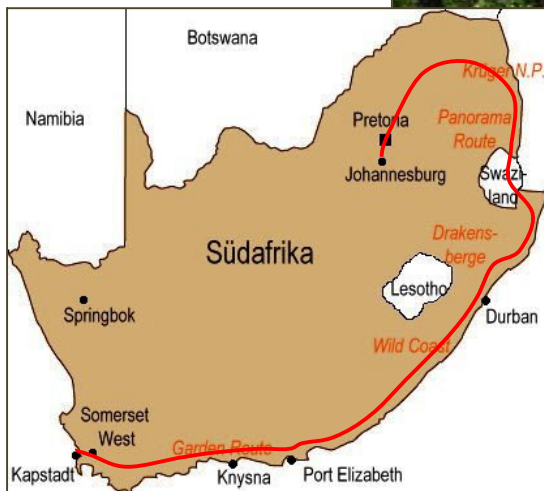 Botswana
Krüger N.P.
Namibia
Pretoria
Panorama
Route
Johannesburg
Swazi-
land
Südafrika
Drakens-
berge
Lesotho
Springbok
Durban
Wild Coast
Somerset
West
Garden Route
Kapstadt
Knysna
Port Elizabeth